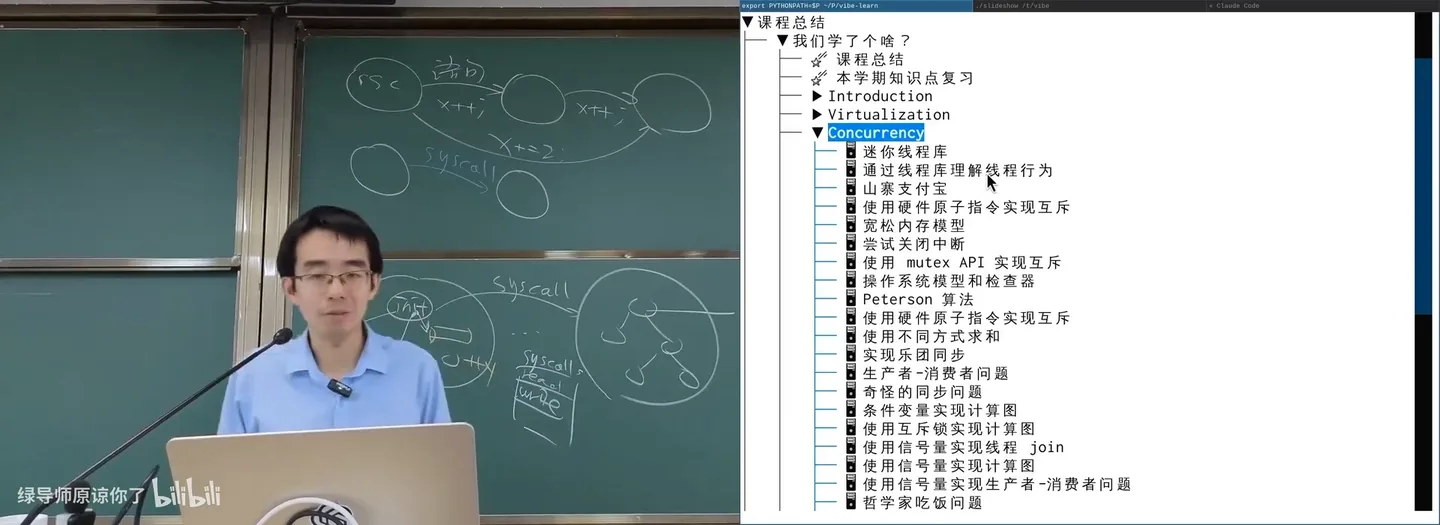 rsc
x++;
x++;
x+=2;
syscall
init
syscall
...
tty
syscalls
read
write
绿导师原谅你了 bilibili
export PYTHONPATH=$P ~/P/vibe-learn
./slideshow /t/vibe
✳ Claude Code
▼课程总结
▼我们学了个啥？
课程总结
本学期知识点复习
▶ Introduction
▶ Virtualization
▼ Concurrency
迷你线程库
通过线程库理解线程行为
山寨支付宝
使用硬件原子指令实现互斥
宽松内存模型
尝试关闭中断
使用 mutex API 实现互斥
操作系统模型和检查器
Peterson 算法
使用硬件原子指令实现互斥
使用不同方式求和
实现乐团同步
生产者-消费者问题
奇怪的同步问题
条件变量实现计算图
使用互斥锁实现计算图
使用信号量实现线程 join
使用信号量实现计算图
使用信号量实现生产者-消费者问题
哲学家吃饭问题